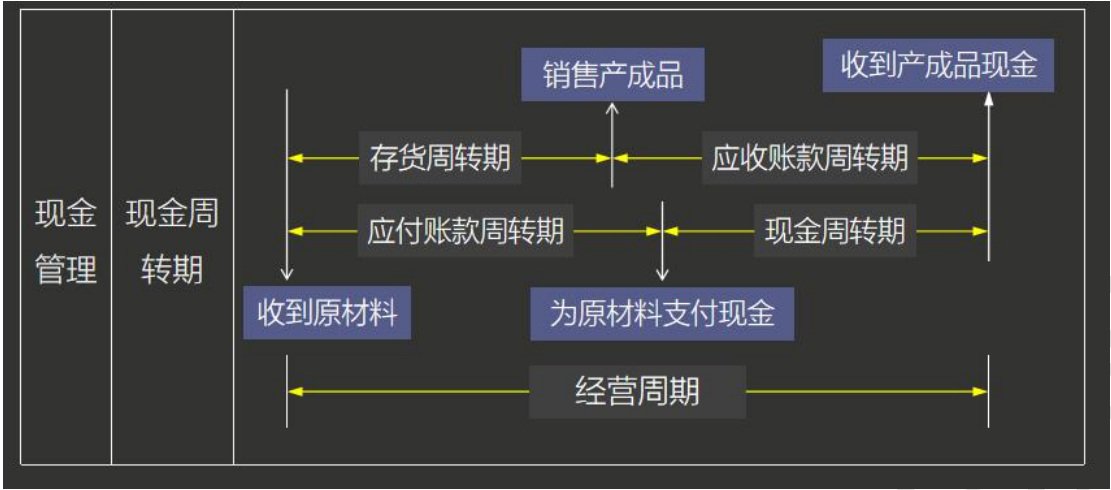 现金
管理
现金周
转期
销售产成品
收到产成品现金
存货周转期
应收账款周转期
应付账款周转期
现金周转期
收到原材料
为原材料支付现金
经营周期